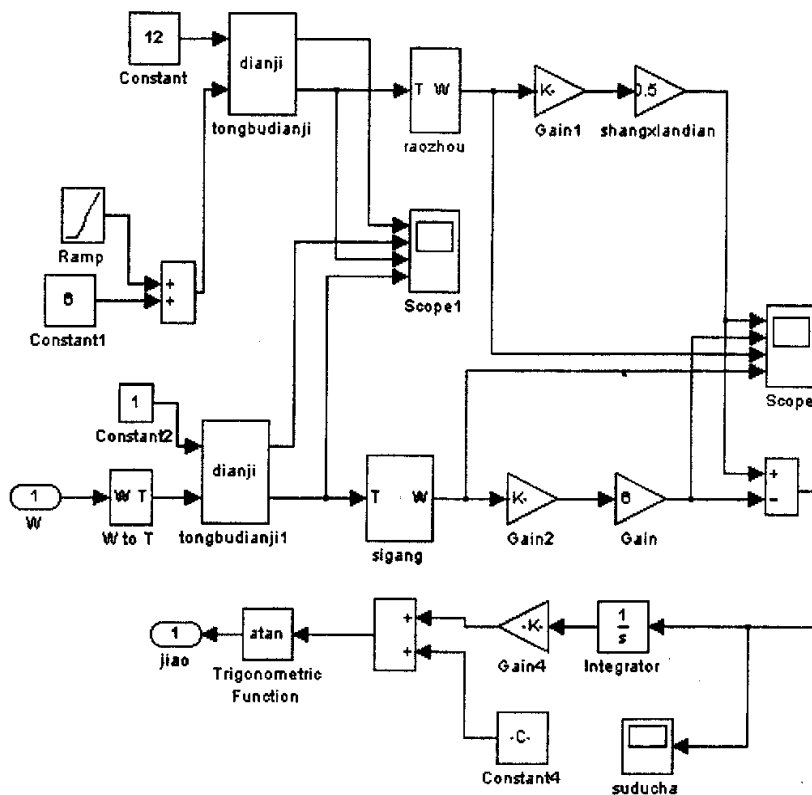 12
Constant
dianji
tongbudianji
T W
raozhou
K-
Gain1
0.5
shangxiandian
Ramp
6
Constant1
+
+
Scope1
Scope
1
Constant2
dianji
tongbudianji1
1
W
W T
W to T
T W
sigang
K-
Gain2
6
Gain
+
−
1
jiao
atan
Trigonometric
Function
+
+
-K-
Gain4
1
s
Integrator
-C-
Constant4
suducha